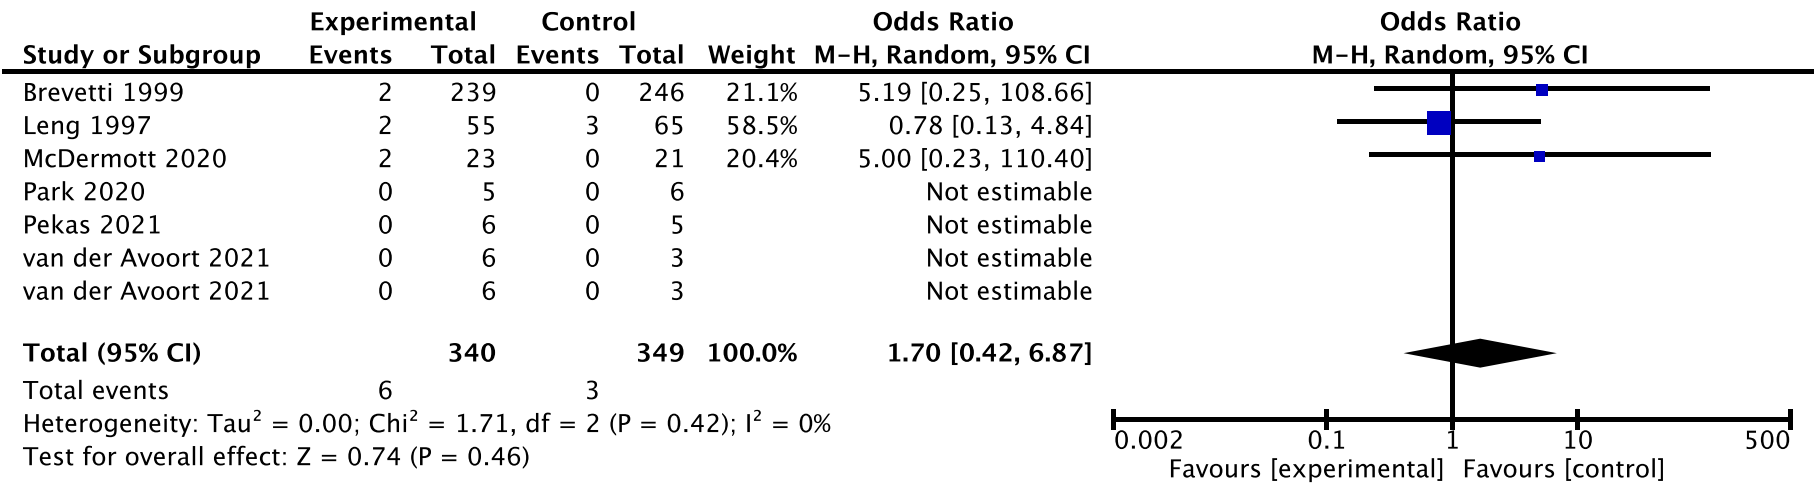 Experimental Control Odds Ratio Odds Ratio
Study or Subgroup Events Total Events Total Weight M-H, Random, 95% CI M-H, Random, 95% CI
Brevetti 1999 2 239 0 246 21.1% 5.19 [0.25, 108.66]
Leng 1997 2 55 3 65 58.5% 0.78 [0.13, 4.84]
McDermott 2020 2 23 0 21 20.4% 5.00 [0.23, 110.40]
Park 2020 0 5 0 6 Not estimable
Pekas 2021 0 6 0 5 Not estimable
van der Avoort 2021 0 6 0 3 Not estimable
van der Avoort 2021 0 6 0 3 Not estimable
Total (95% CI) 340 349 100.0% 1.70 [0.42, 6.87]
Total events 6 3
Heterogeneity: Tau² = 0.00; Chi² = 1.71, df = 2 (P = 0.42); I² = 0%
Test for overall effect: Z = 0.74 (P = 0.46)
0.002 0.1 1 10 500
Favours [experimental] Favours [control]